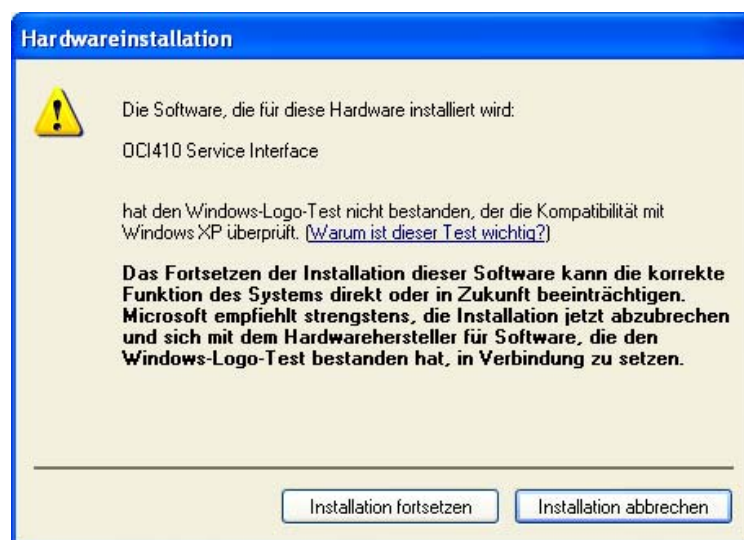 Hardwareinstallation
Die Software, die für diese Hardware installiert wird:
OCI410 Service Interface
hat den Windows-Logo-Test nicht bestanden, der die Kompatibilität mit
Windows XP überprüft. (Warum ist dieser Test wichtig?)
Das Fortsetzen der Installation dieser Software kann die korrekte
Funktion des Systems direkt oder in Zukunft beeinträchtigen.
Microsoft empfiehlt strengstens, die Installation jetzt abzubrechen
und sich mit dem Hardwarehersteller für Software, die den
Windows-Logo-Test bestanden hat, in Verbindung zu setzen.
Installation fortsetzen
Installation abbrechen